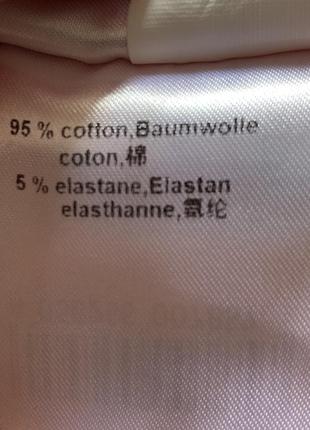 95 % cotton,Baumwolle
coton,棉
5 % elastane,Elastan
elasthanne,氨纶